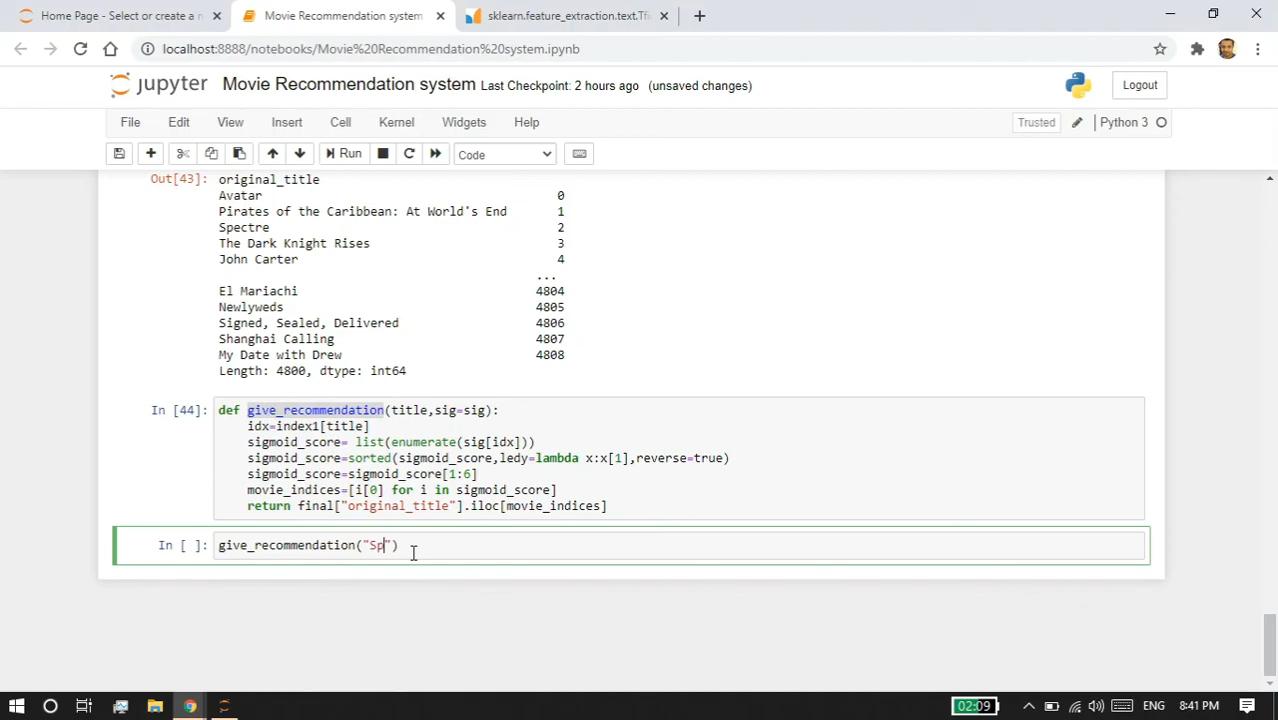 Home Page - Select or create a n
Movie Recommendation system
sklearn.feature_extraction.text.Tfi
localhost:8888/notebooks/Movie%20Recommendation%20system.ipynb
jupyter Movie Recommendation system Last Checkpoint: 2 hours ago (unsaved changes) Logout
File Edit View Insert Cell Kernel Widgets Help Trusted Python 3
Run Code
Out[43]: original_title
Avatar 0
Pirates of the Caribbean: At World's End 1
Spectre 2
The Dark Knight Rises 3
John Carter 4
...
El Mariachi 4804
Newlyweds 4805
Signed, Sealed, Delivered 4806
Shanghai Calling 4807
My Date with Drew 4808
Length: 4800, dtype: int64
In [44]: def give_recommendation(title,sig=sig):
idx=index1[title]
sigmoid_score= list(enumerate(sig[idx]))
sigmoid_score=sorted(sigmoid_score,ledy=lambda x:x[1],reverse=true)
sigmoid_score=sigmoid_score[1:6]
movie_indices=[i[0] for i in sigmoid_score]
return final["original_title"].iloc[movie_indices]
In [ ]: give_recommendation("Sp")
02:09 ENG 8:41 PM